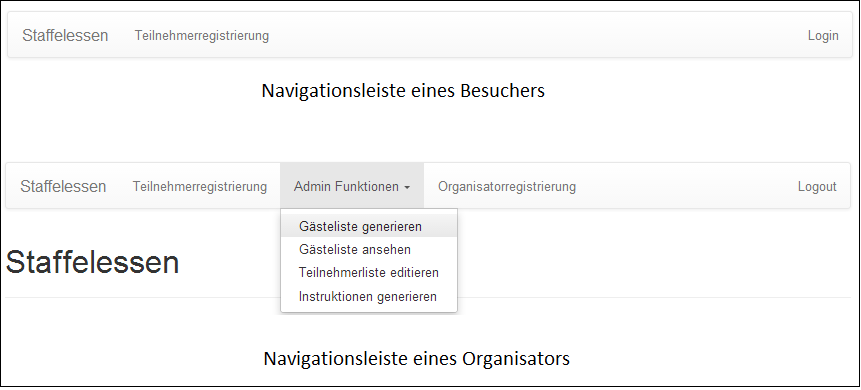 Staffelessen Teilnehmerregistrierung Login
Navigationsleiste eines Besuchers
Staffelessen Teilnehmerregistrierung Admin Funktionen Organisatorregistrierung Logout
Gästeliste generieren
Gästeliste ansehen
Staffelessen
Teilnehmerliste editieren
Instruktionen generieren
Navigationsleiste eines Organisators